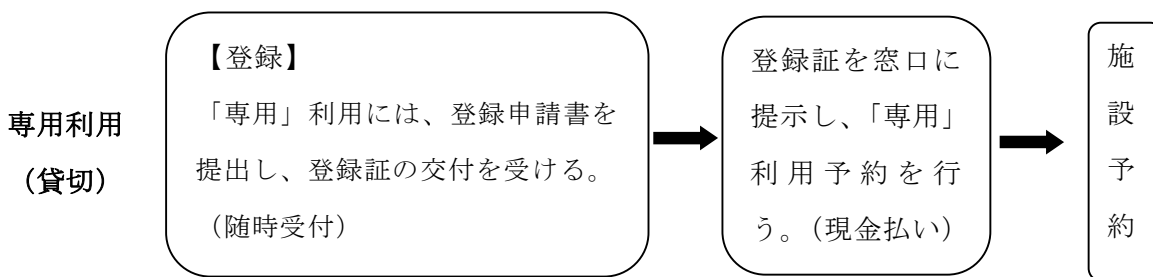 専用利用
（貸切）
【登録】
「専用」利用には、登録申請書を
提出し、登録証の交付を受ける。
（随時受付）
登録証を窓口に
提示し、「専用」
利用予約を行
う。（現金払い）
施
設
予
約